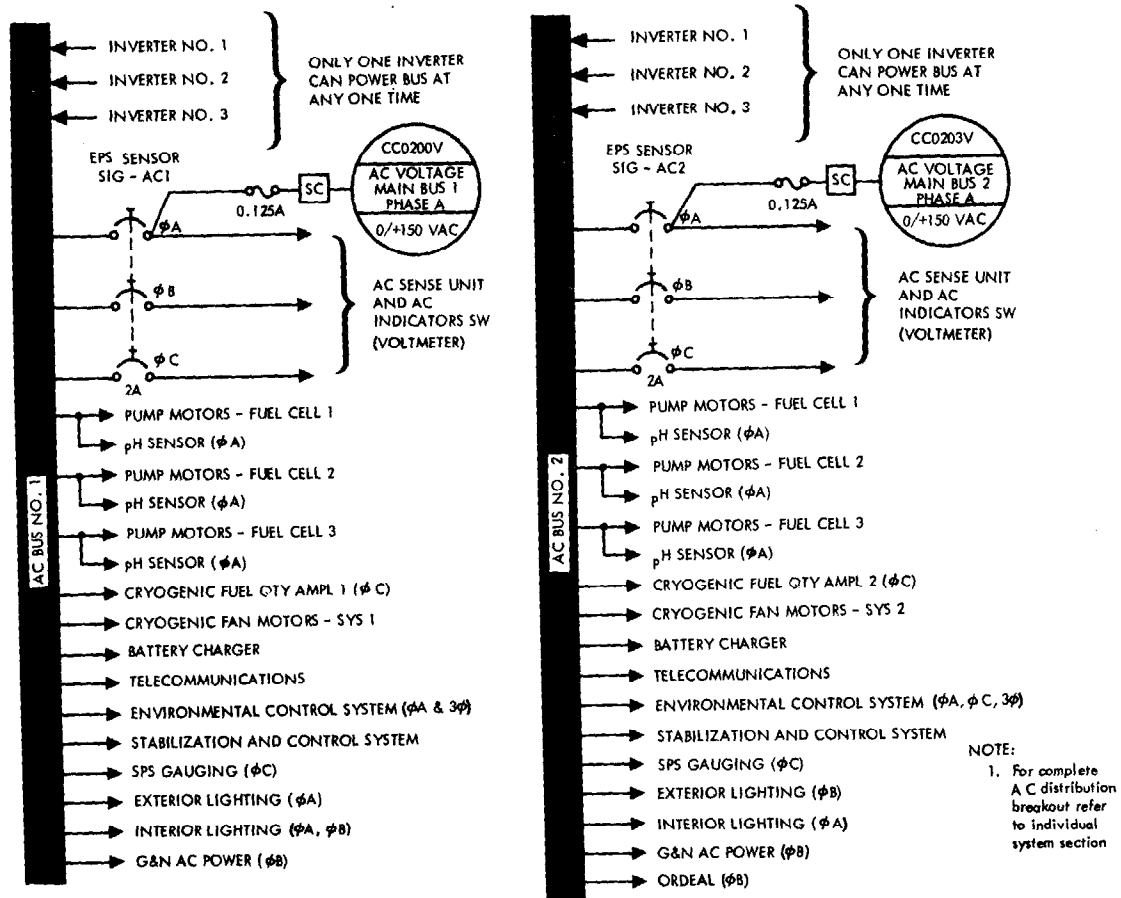 INVERTER NO. 1
INVERTER NO. 2
INVERTER NO. 3
ONLY ONE INVERTER
CAN POWER BUS AT
ANY ONE TIME
EPS SENSOR
SIG - AC1
0.125A
SC
CC0200V
AC VOLTAGE
MAIN BUS 1
PHASE A
0/+150 VAC
ϕA
ϕB
ϕC
2A
AC SENSE UNIT
AND AC
INDICATORS SW
(VOLTMETER)
AC BUS NO. 1
PUMP MOTORS - FUEL CELL 1
pH SENSOR (ϕA)
PUMP MOTORS - FUEL CELL 2
pH SENSOR (ϕA)
PUMP MOTORS - FUEL CELL 3
pH SENSOR (ϕA)
CRYOGENIC FUEL QTY AMPL 1 (ϕC)
CRYOGENIC FAN MOTORS - SYS 1
BATTERY CHARGER
TELECOMMUNICATIONS
ENVIRONMENTAL CONTROL SYSTEM (ϕA & 3ϕ)
STABILIZATION AND CONTROL SYSTEM
SPS GAUGING (ϕC)
EXTERIOR LIGHTING (ϕA)
INTERIOR LIGHTING (ϕA, ϕB)
G&N AC POWER (ϕB)
INVERTER NO. 1
INVERTER NO. 2
INVERTER NO. 3
ONLY ONE INVERTER
CAN POWER BUS AT
ANY ONE TIME
EPS SENSOR
SIG - AC2
0.125A
SC
CC0203V
AC VOLTAGE
MAIN BUS 2
PHASE A
0/+150 VAC
ϕA
ϕB
ϕC
2A
AC SENSE UNIT
AND AC
INDICATORS SW
(VOLTMETER)
AC BUS NO. 2
PUMP MOTORS - FUEL CELL 1
pH SENSOR (ϕA)
PUMP MOTORS - FUEL CELL 2
pH SENSOR (ϕA)
PUMP MOTORS - FUEL CELL 3
pH SENSOR (ϕA)
CRYOGENIC FUEL QTY AMPL 2 (ϕC)
CRYOGENIC FAN MOTORS - SYS 2
BATTERY CHARGER
TELECOMMUNICATIONS
ENVIRONMENTAL CONTROL SYSTEM (ϕA, ϕC, 3ϕ)
STABILIZATION AND CONTROL SYSTEM
SPS GAUGING (ϕC)
EXTERIOR LIGHTING (ϕB)
INTERIOR LIGHTING (ϕA)
G&N AC POWER (ϕB)
ORDEAL (ϕB)
NOTE:
1. For complete
A C distribution
breakout refer
to individual
system section